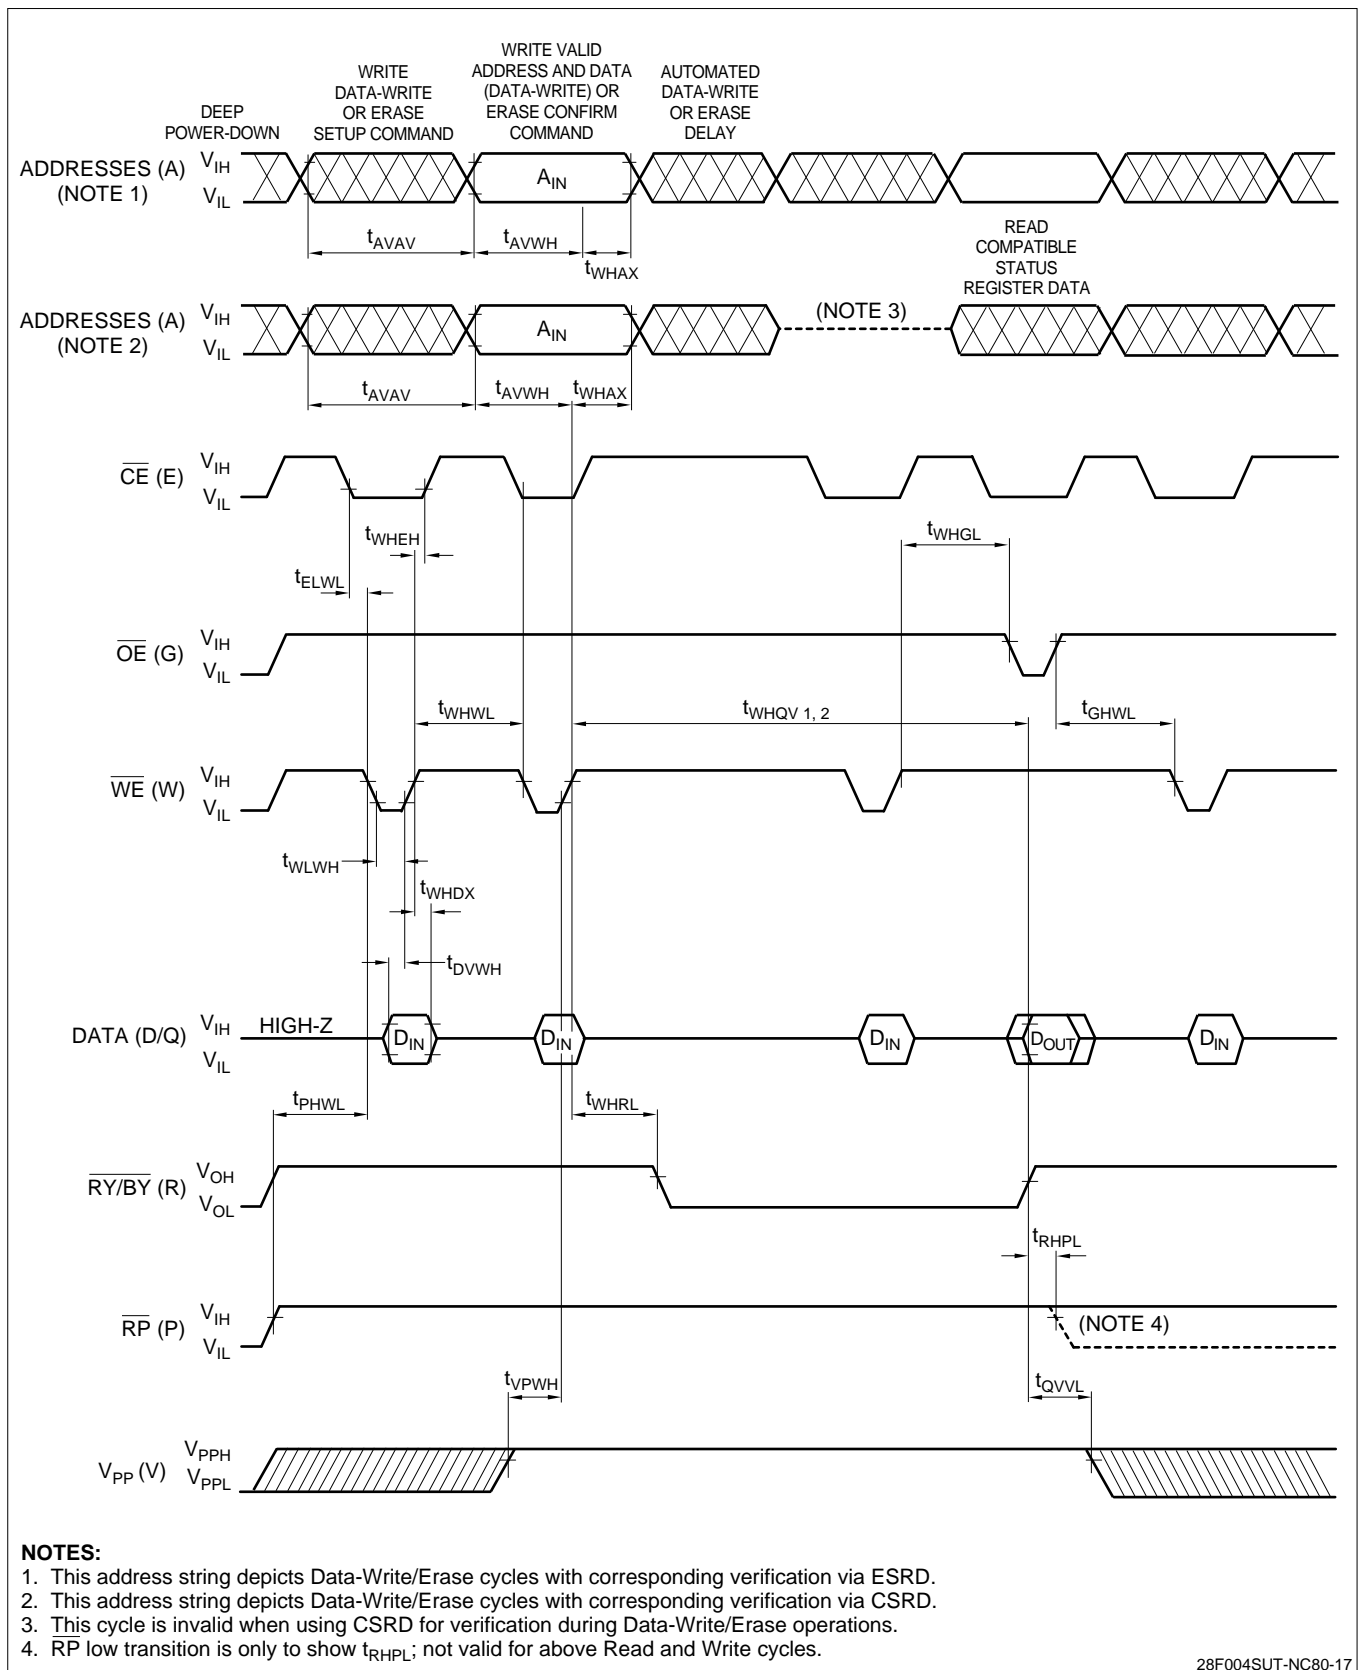 DEEP
POWER-DOWN
WRITE
DATA-WRITE
OR ERASE
SETUP COMMAND
WRITE VALID
ADDRESS AND DATA
(DATA-WRITE) OR
ERASE CONFIRM
COMMAND
AUTOMATED
DATA-WRITE
OR ERASE
DELAY
ADDRESSES (A)
(NOTE 1)
VIH
VIL
AIN
tAVAV
tAVWH
tWHAX
READ
COMPATIBLE
STATUS
REGISTER DATA
ADDRESSES (A)
(NOTE 2)
VIH
VIL
AIN
(NOTE 3)
tAVAV
tAVWH
tWHAX
CE (E)
VIH
VIL
tWHEH
tWHGL
tELWL
OE (G)
VIH
VIL
tWHWL
tWHQV 1, 2
tGHWL
WE (W)
VIH
VIL
tWLWH
tWHDX
tDVWH
DATA (D/Q)
VIH
VIL
HIGH-Z
DIN
DIN
DIN
DOUT
DIN
tPHWL
tWHRL
RY/BY (R)
VOH
VOL
tRHPL
RP (P)
VIH
VIL
(NOTE 4)
tVPWH
tQVVL
VPP (V)
VPPH
VPPL
NOTES:
1. This address string depicts Data-Write/Erase cycles with corresponding verification via ESRD.
2. This address string depicts Data-Write/Erase cycles with corresponding verification via CSRD.
3. This cycle is invalid when using CSRD for verification during Data-Write/Erase operations.
4. RP low transition is only to show tRHPL; not valid for above Read and Write cycles.
28F004SUT-NC80-17